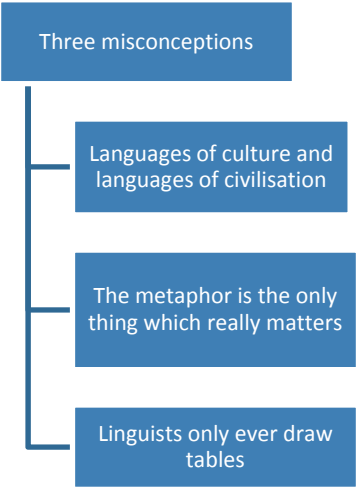 Three misconceptions
Languages of culture and
languages of civilisation
The metaphor is the only
thing which really matters
Linguists only ever draw
tables